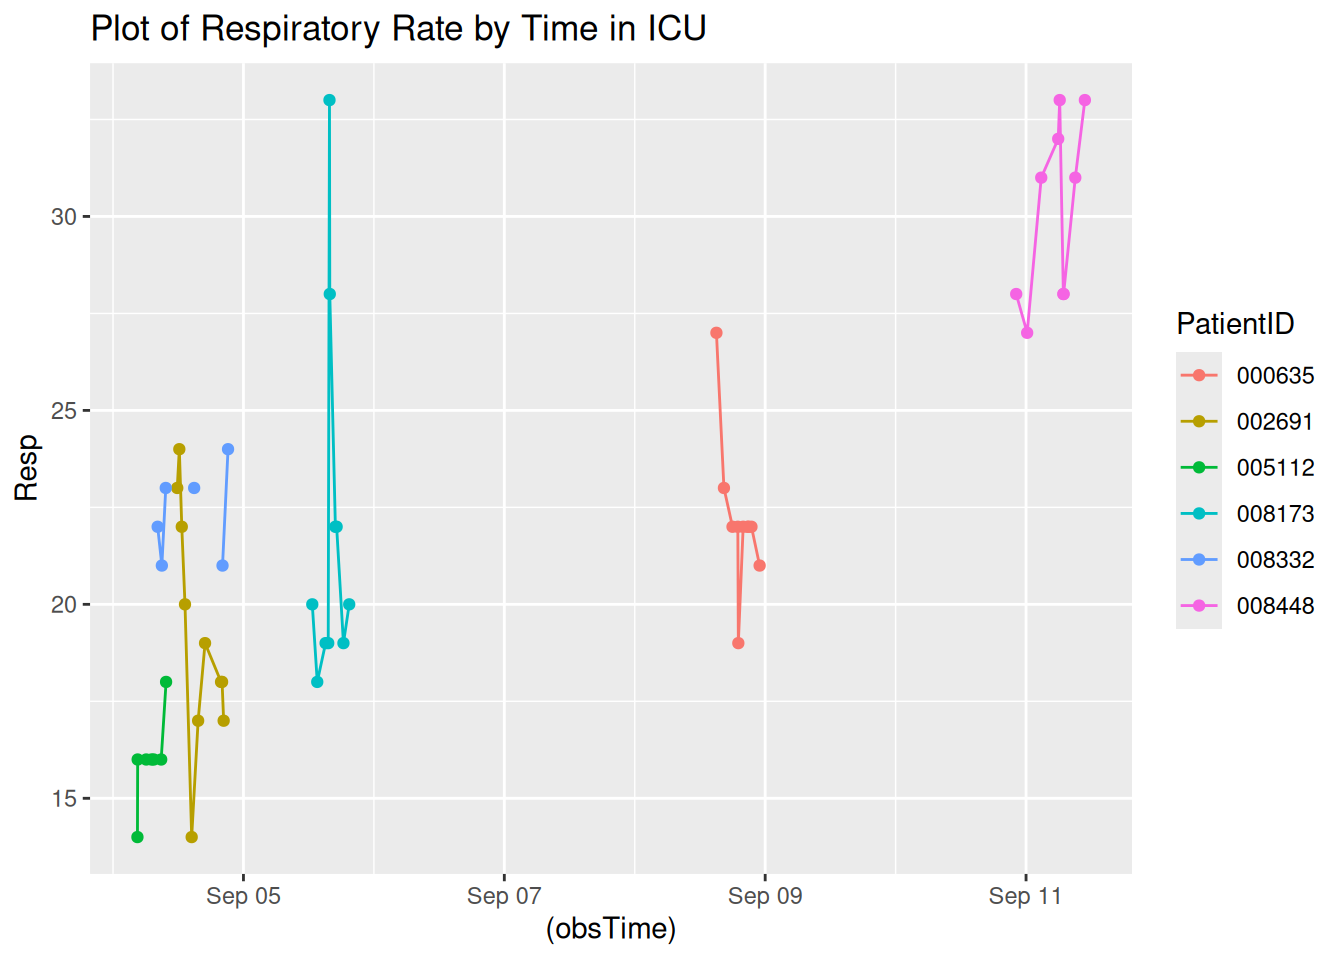 Plot of Respiratory Rate by Time in ICU
30
25
20
15
Resp
Sep 05
Sep 07
Sep 09
Sep 11
(obsTime)
PatientID
000635
002691
005112
008173
008332
008448